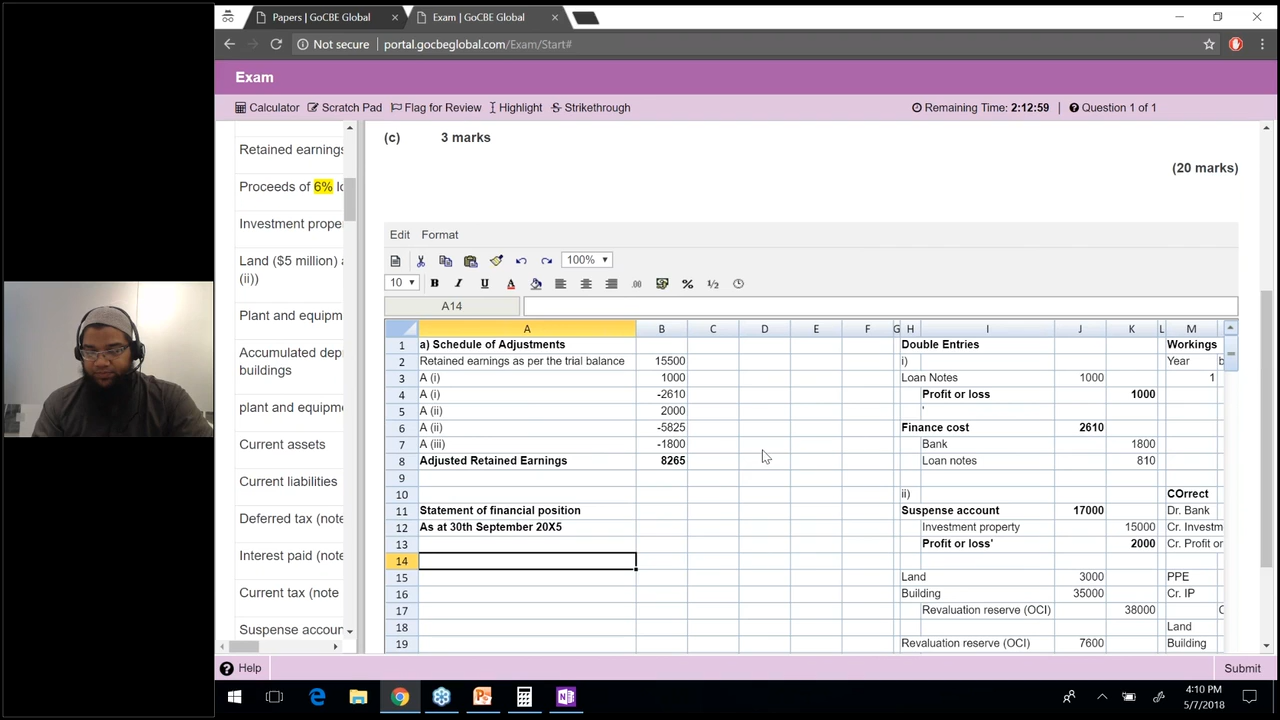 Papers | GoCBE Global
Exam | GoCBE Global
Not secure | portal.gocbeglobal.com/Exam/Start#
Exam
Calculator Scratch Pad Flag for Review Highlight Strikethrough
Remaining Time: 2:12:59 | Question 1 of 1
Retained earnings
Proceeds of 6% lo
Investment prope
Land ($5 million) a
(ii))
Plant and equipm
Accumulated dep
buildings
plant and equipme
Current assets
Current liabilities
Deferred tax (note
Interest paid (note
Current tax (note
Suspense accoun
(c) 3 marks
(20 marks)
Edit Format
100%
10 B I U A .00 % ½
A14
A B C D E F G H I J K L M
1 a) Schedule of Adjustments Double Entries Workings
2 Retained earnings as per the trial balance 15500 i) Year b
3 A (i) 1000 Loan Notes 1000 1
4 A (i) -2610 Profit or loss 1000
5 A (ii) 2000 '
6 A (ii) -5825 Finance cost 2610
7 A (iii) -1800 Bank 1800
8 Adjusted Retained Earnings 8265 Loan notes 810
9
10 ii) COrrect
11 Statement of financial position Suspense account 17000 Dr. Bank
12 As at 30th September 20X5 Investment property 15000 Cr. Investm
13 Profit or loss' 2000 Cr. Profit or
14
15 Land 3000 PPE
16 Building 35000 Cr. IP
17 Revaluation reserve (OCI) 38000
18 Land
19 Revaluation reserve (OCI) 7600 Building
Help
Submit
4:10 PM
5/7/2018